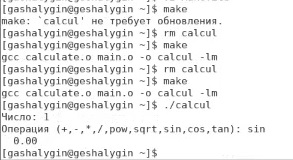 [gashalygin@geshalygin ~]$ make
make: `calcul' не требует обновления.
[gashalygin@geshalygin ~]$ rm calcul
[gashalygin@geshalygin ~]$ make
gcc calculate.o main.o -o calcul -lm
[gashalygin@geshalygin ~]$ rm calcul
[gashalygin@geshalygin ~]$ make
gcc calculate.o main.o -o calcul -lm
[gashalygin@geshalygin ~]$ ./calcul
Число: 1
Операция (+,-,*,/,pow,sqrt,sin,cos,tan): sin
0.00
[gashalygin@geshalygin ~]$